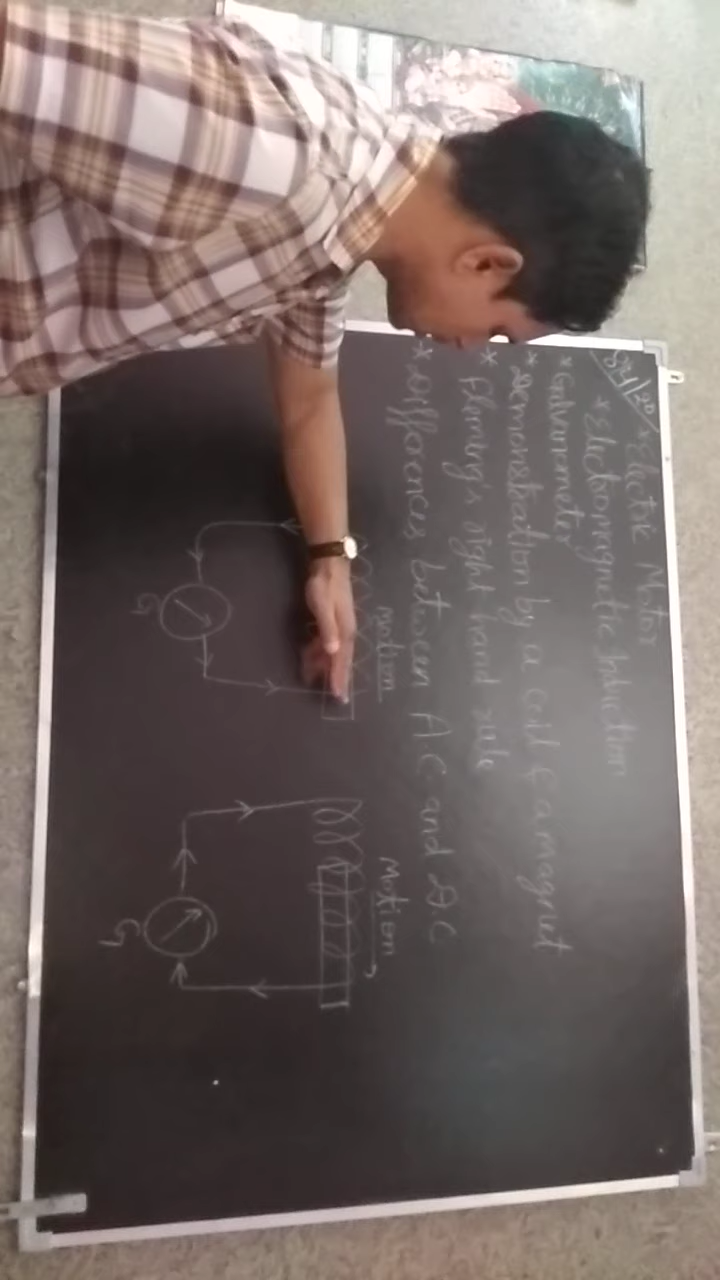 * Electric Motor
* Electromagnetic Induction
* Galvanometer
* Demonstration by a coil & a magnet
* Fleming's right hand rule
* Differences between A.C and D.C
motion
Motion
G
G